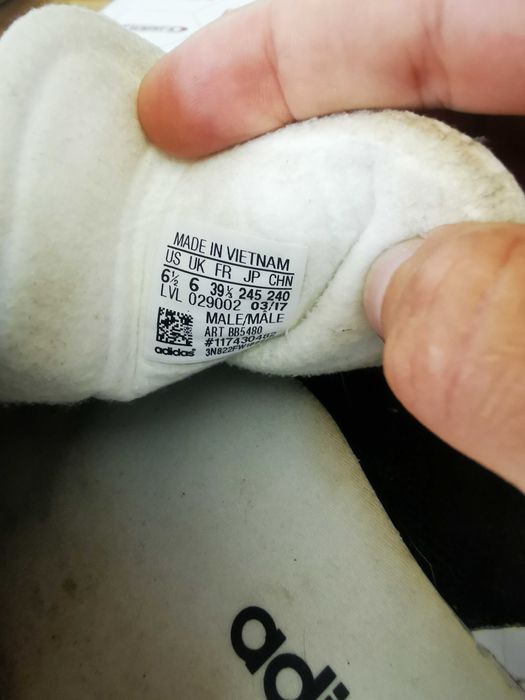 MADE IN VIETNAM
US UK FR JP CHN
6½ 6 39⅓ 245 240
LVL 029002 03/17
MALE/MÂLE
ART BB5480
adidas
adi